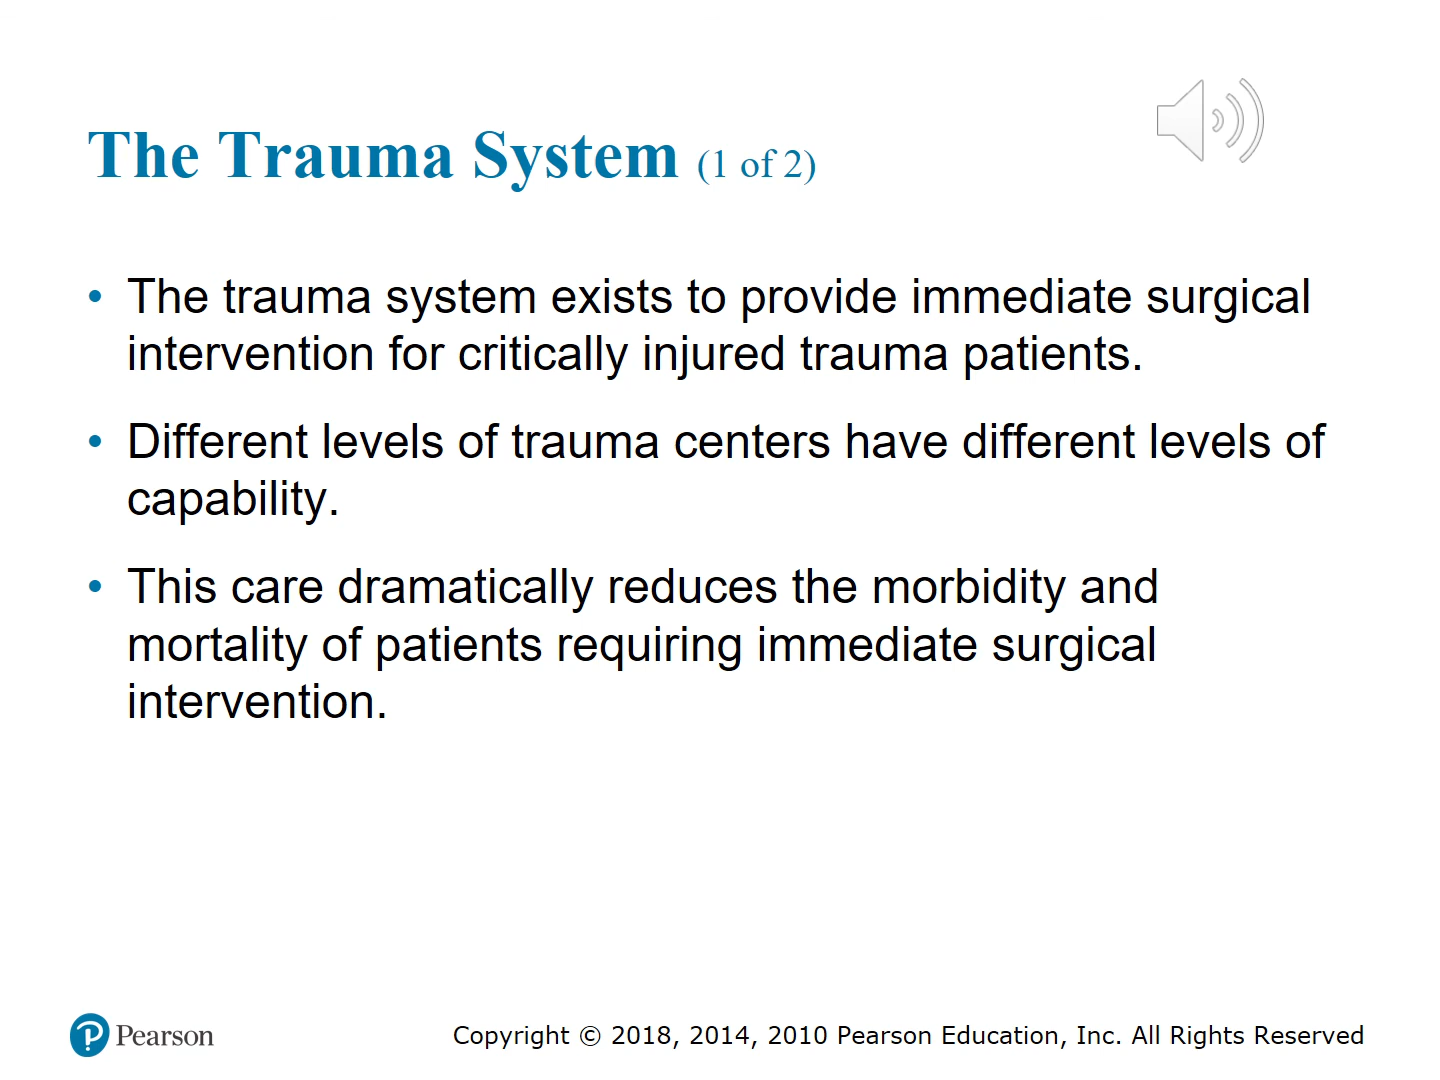 The Trauma System (1 of 2)
• The trauma system exists to provide immediate surgical
intervention for critically injured trauma patients.
• Different levels of trauma centers have different levels of
capability.
• This care dramatically reduces the morbidity and
mortality of patients requiring immediate surgical
intervention.
Pearson
Copyright © 2018, 2014, 2010 Pearson Education, Inc. All Rights Reserved